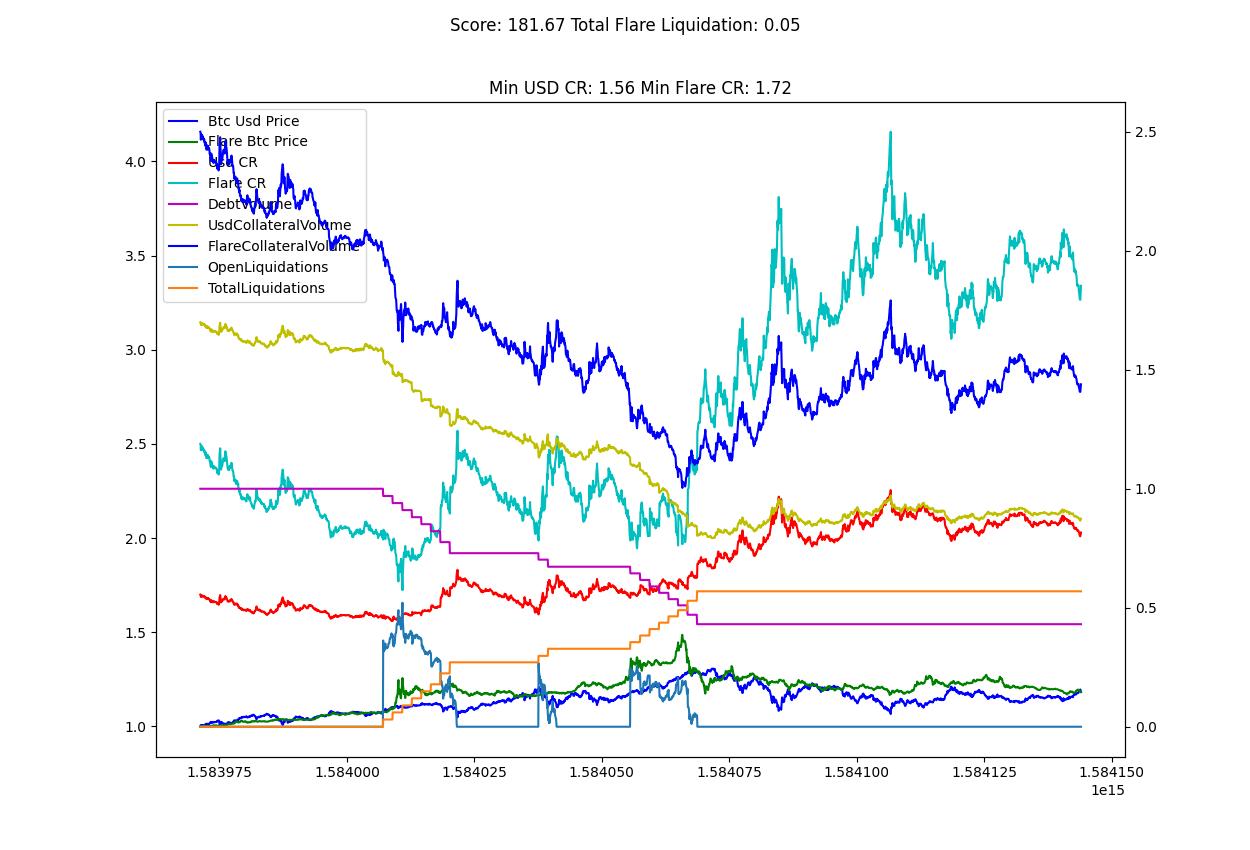 Score: 181.67 Total Flare Liquidation: 0.05
Min USD CR: 1.56 Min Flare CR: 1.72
Btc Usd Price
Flare Btc Price
Usd CR
Flare CR
DebtVolume
UsdCollateralVolume
FlareCollateralVolume
OpenLiquidations
TotalLiquidations
4.0
3.5
3.0
2.5
2.0
1.5
1.0
2.5
2.0
1.5
1.0
0.5
0.0
1.583975 1.584000 1.584025 1.584050 1.584075 1.584100 1.584125 1.584150
1e15